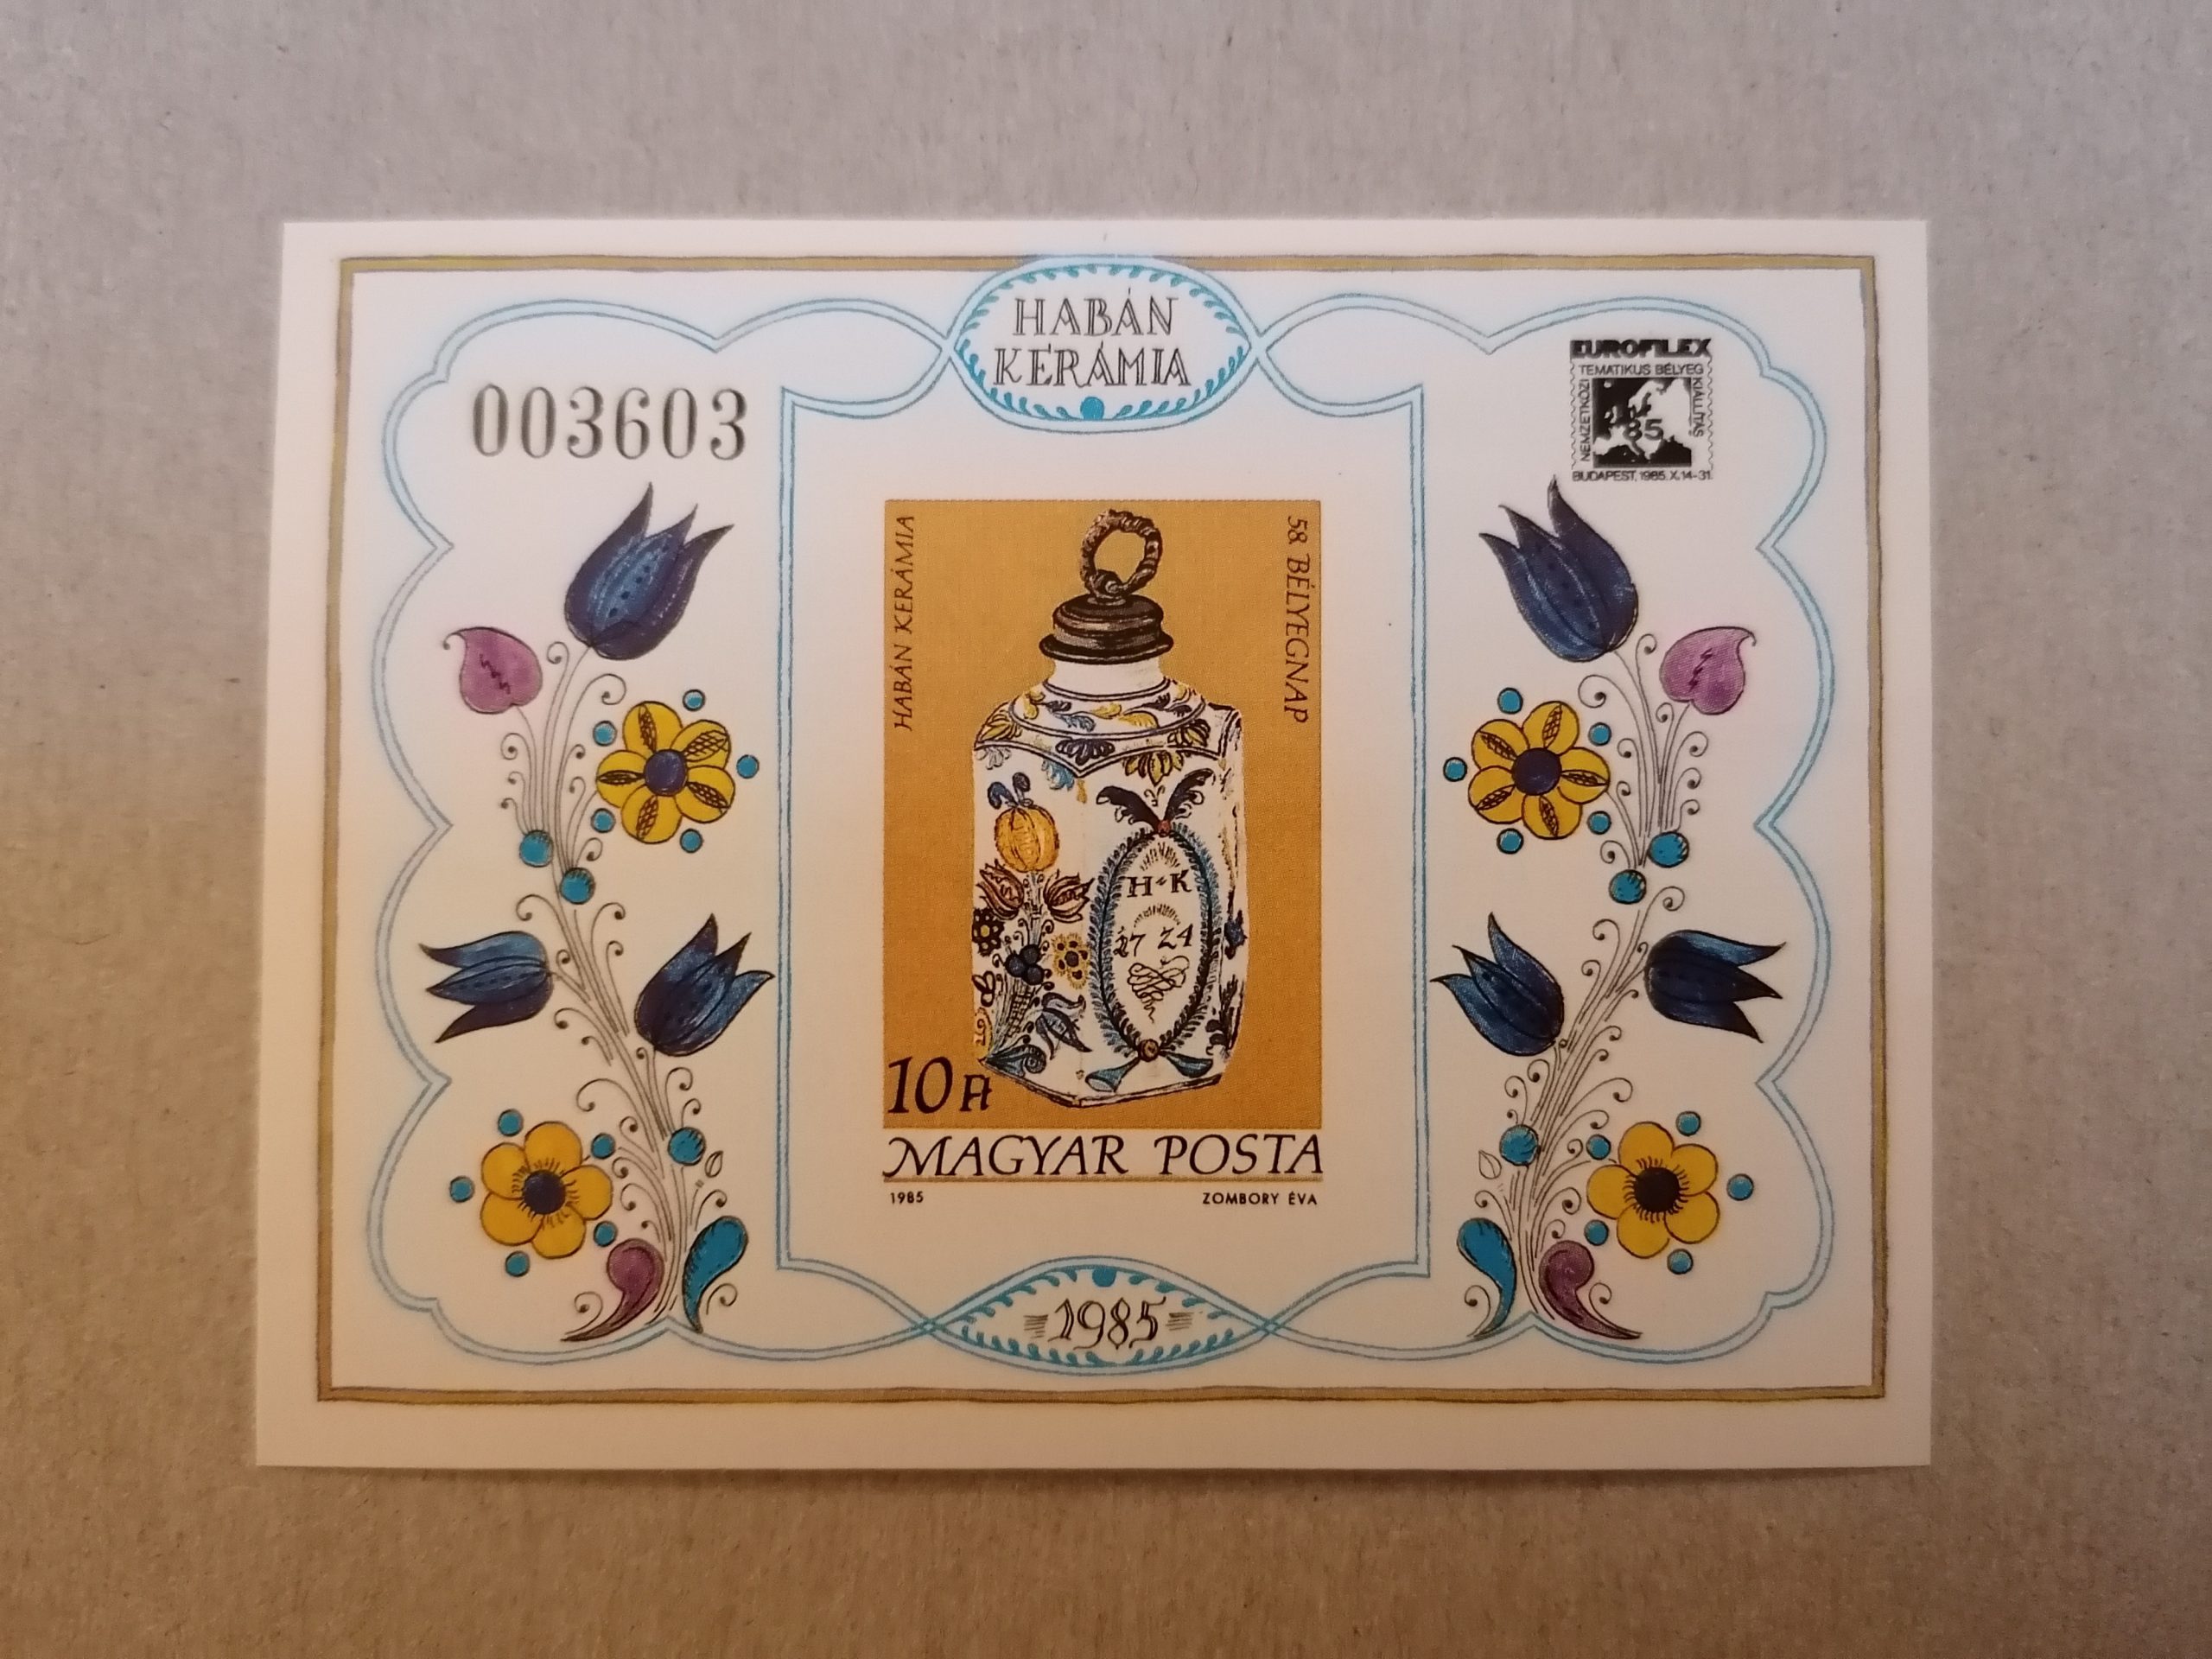 HABÁN
KERÁMIA
003603
EUROFILEX
TEMATIKUS BÉLYEG
NEMZETKÖZI
KIÁLLÍTÁS
85
BUDAPEST, 1985. X. 14-31.
HABÁN KERÁMIA
58. BÉLYEGNAP
H K
17 24
10 Ft
MAGYAR POSTA
1985 ZOMBORY ÉVA
1985